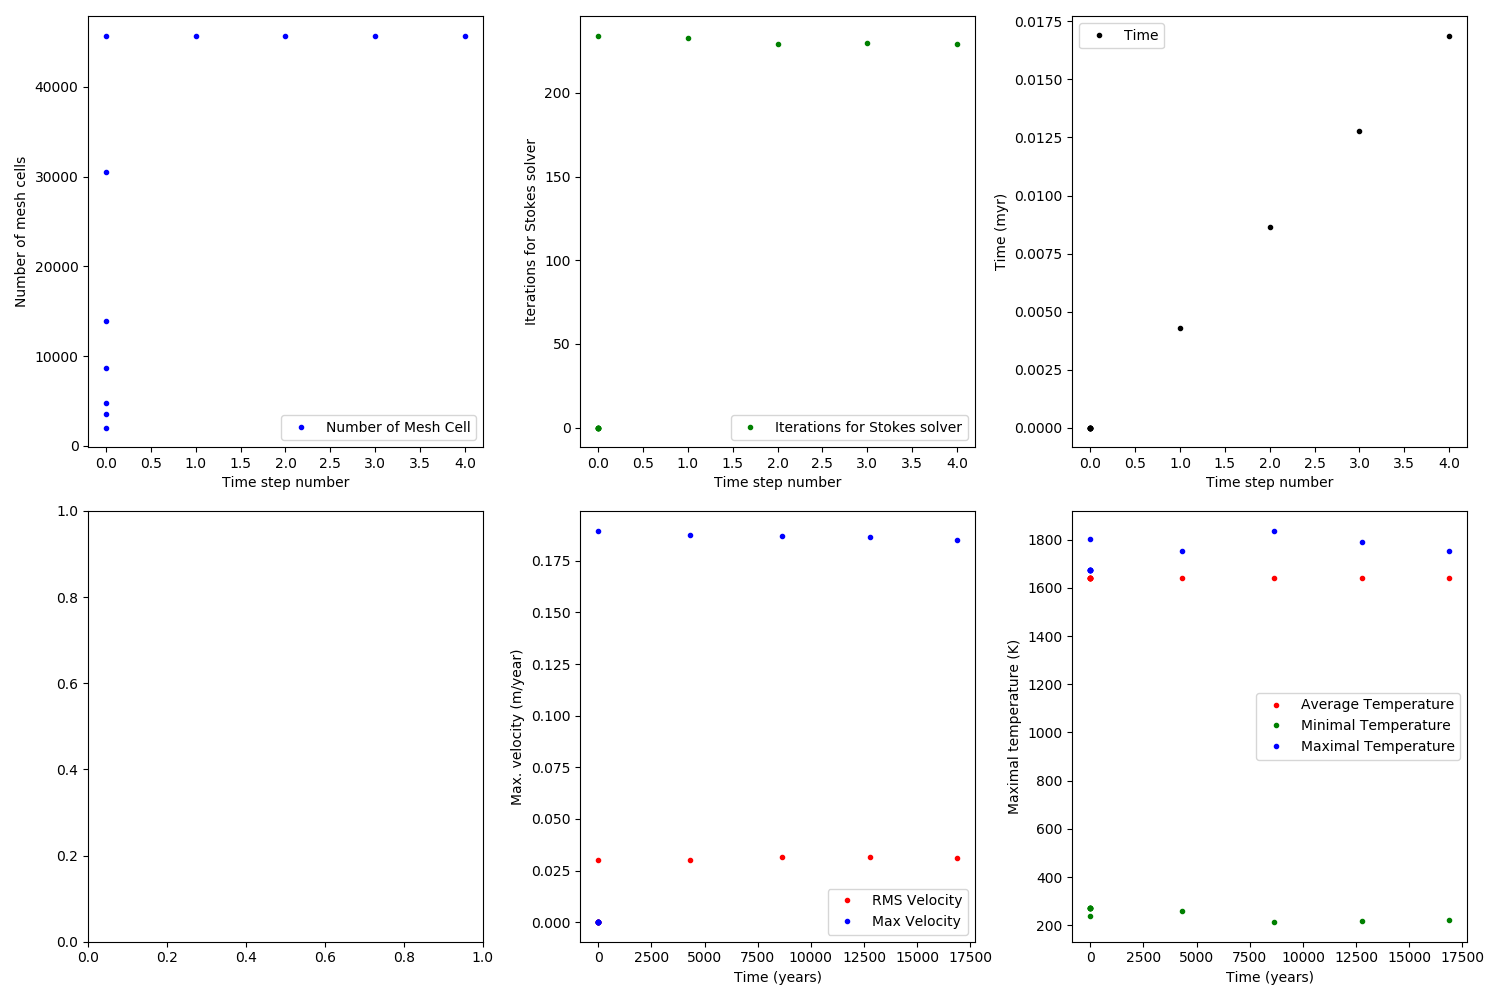 Number of mesh cells
40000
30000
20000
10000
0
Number of Mesh Cell
0.0 0.5 1.0 1.5 2.0 2.5 3.0 3.5 4.0
Time step number
Iterations for Stokes solver
200
150
100
50
0
Iterations for Stokes solver
0.0 0.5 1.0 1.5 2.0 2.5 3.0 3.5 4.0
Time step number
Time (myr)
0.0175
0.0150
0.0125
0.0100
0.0075
0.0050
0.0025
0.0000
Time
0.0 0.5 1.0 1.5 2.0 2.5 3.0 3.5 4.0
Time step number
1.0
0.8
0.6
0.4
0.2
0.0
0.0 0.2 0.4 0.6 0.8 1.0
Max. velocity (m/year)
0.175
0.150
0.125
0.100
0.075
0.050
0.025
0.000
RMS Velocity
Max Velocity
0 2500 5000 7500 10000 12500 15000 17500
Time (years)
Maximal temperature (K)
1800
1600
1400
1200
1000
800
600
400
200
Average Temperature
Minimal Temperature
Maximal Temperature
0 2500 5000 7500 10000 12500 15000 17500
Time (years)